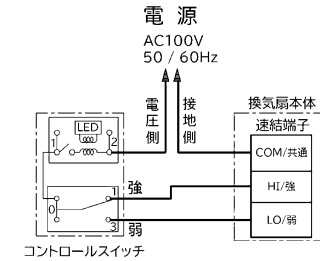 電源
AC100V
50 / 60Hz
電圧側
接地側
換気扇本体
速結端子
LED
1
2
COM/共通
強
1
HI/強
0
LO/弱
弱
3
コントロールスイッチ